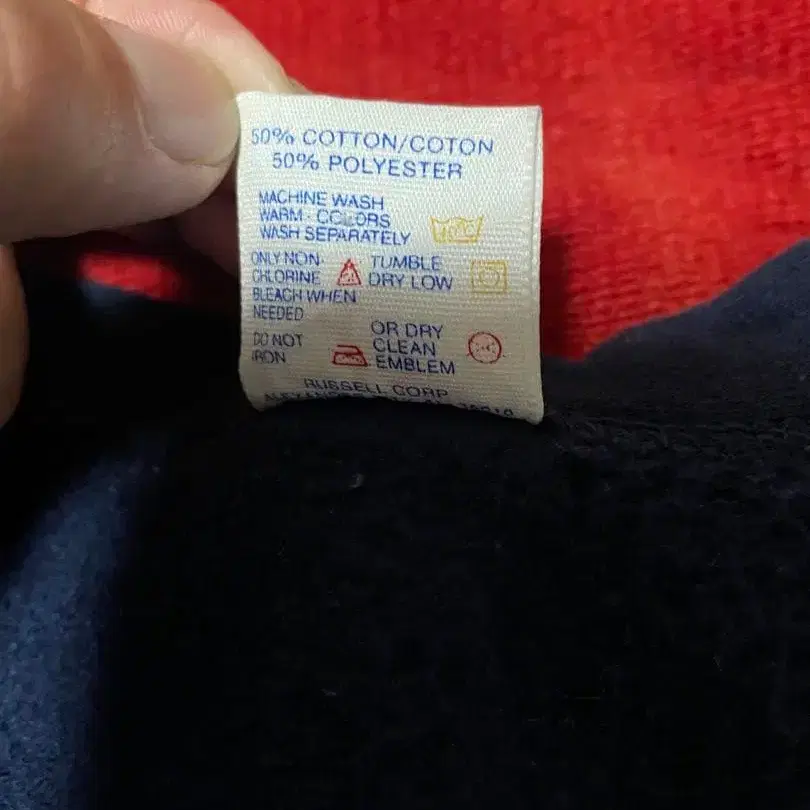 50% COTTON/COTON
50% POLYESTER
MACHINE WASH
WARM - COLORS
WASH SEPARATELY
ONLY NON-
CHLORINE
BLEACH WHEN
NEEDED
TUMBLE
DRY LOW
DO NOT
IRON
OR DRY
CLEAN
EMBLEM
RUSSELL CORP